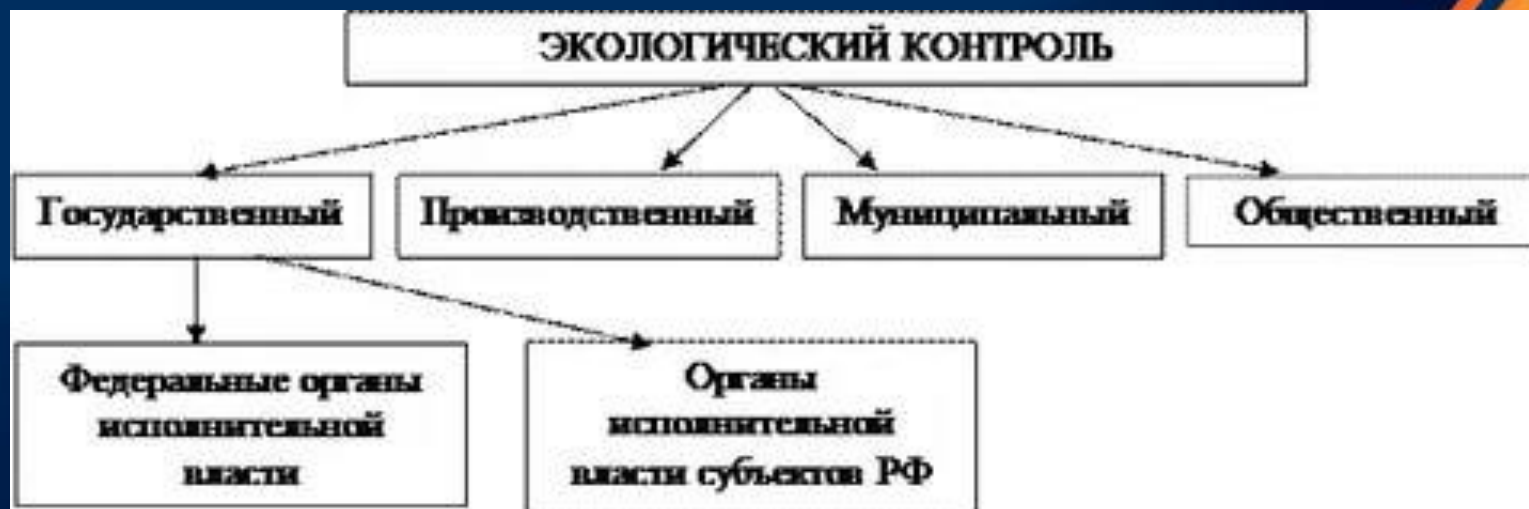 ЭКОЛОГИЧЕСКИЙ КОНТРОЛЬ
Государственный
Производственный
Муниципальный
Общественный
Федеральные органы
исполнительной
власти
Органы
исполнительной
власти субъектов РФ